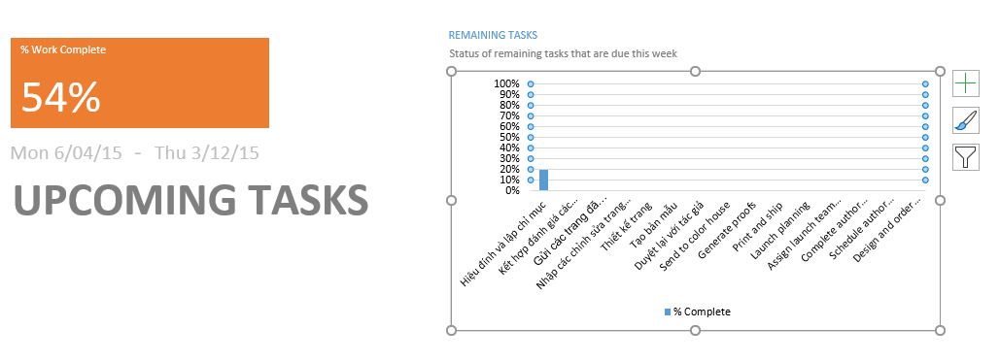 % Work Complete
54%
Mon 6/04/15 - Thu 3/12/15
UPCOMING TASKS
REMAINING TASKS
Status of remaining tasks that are due this week
100%
90%
80%
70%
60%
50%
40%
30%
20%
10%
0%
Hiệu đính và lập chỉ mục
Kết hợp đánh giá các…
Gửi các trang đã…
Nhập các chỉnh sửa trang…
Thiết kế trang
Tạo bản mẫu
Duyệt lại với tác giả
Send to color house
Generate proofs
Print and ship
Launch planning
Assign launch team…
Complete author…
Schedule author…
Design and order…
% Complete